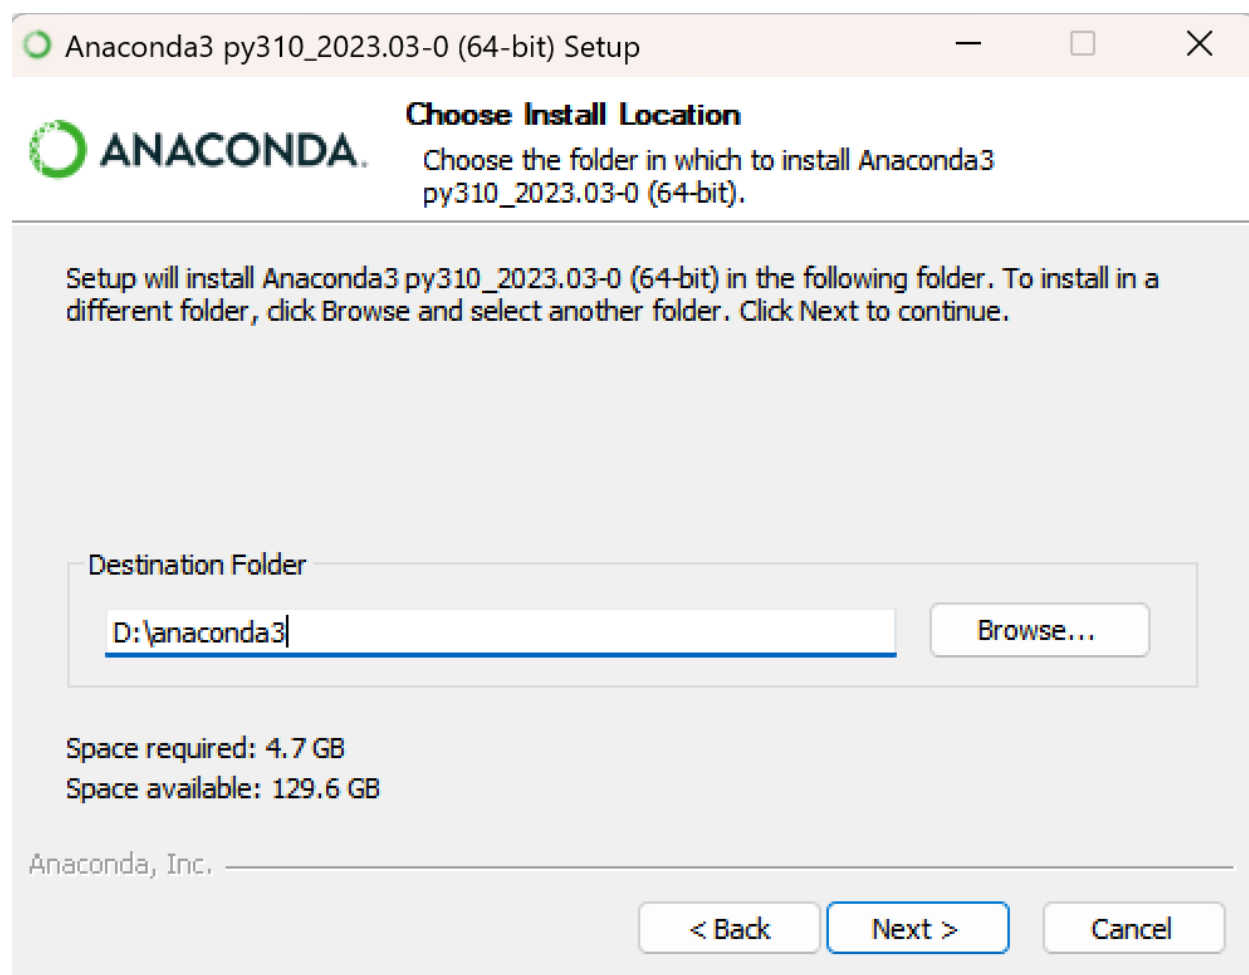 Anaconda3 py310_2023.03-0 (64-bit) Setup
ANACONDA.
Choose Install Location
Choose the folder in which to install Anaconda3
py310_2023.03-0 (64-bit).
Setup will install Anaconda3 py310_2023.03-0 (64-bit) in the following folder. To install in a
different folder, click Browse and select another folder. Click Next to continue.
Destination Folder
D:\anaconda3
Browse...
Space required: 4.7 GB
Space available: 129.6 GB
Anaconda, Inc.
< Back
Next >
Cancel